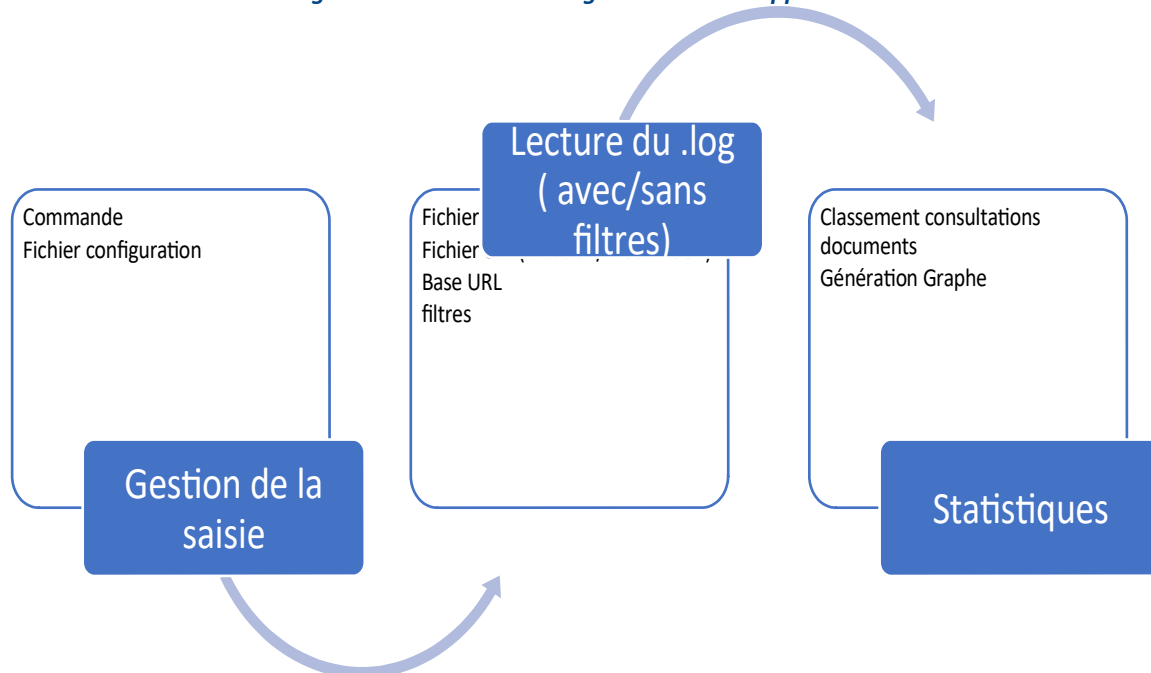 Commande
Fichier configuration
Gestion de la
saisie
Lecture du .log
( avec/sans
filtres)
Fichier
Fichier
Base URL
filtres
Classement consultations
documents
Génération Graphe
Statistiques